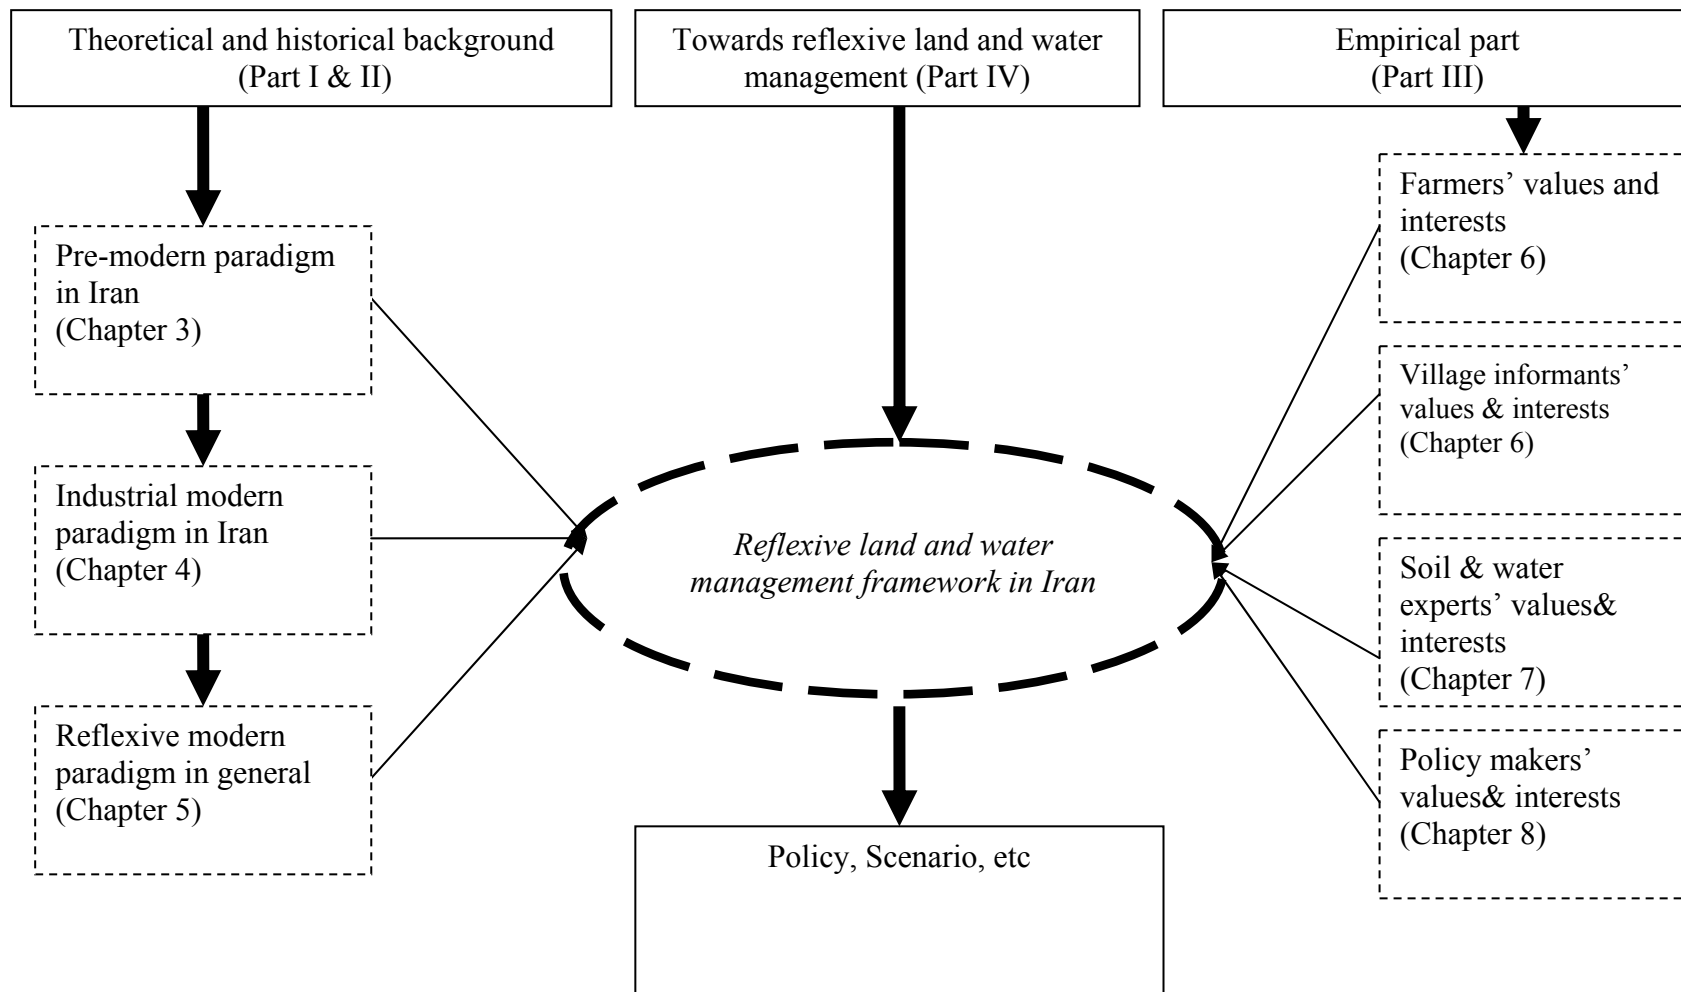 Theoretical and historical background
(Part I & II)
Towards reflexive land and water
management (Part IV)
Empirical part
(Part III)
Pre-modern paradigm
in Iran
(Chapter 3)
Industrial modern
paradigm in Iran
(Chapter 4)
Reflexive modern
paradigm in general
(Chapter 5)
Reflexive land and water
management framework in Iran
Policy, Scenario, etc
Farmers’ values and
interests
(Chapter 6)
Village informants’
values & interests
(Chapter 6)
Soil & water
experts’ values&
interests
(Chapter 7)
Policy makers’
values& interests
(Chapter 8)